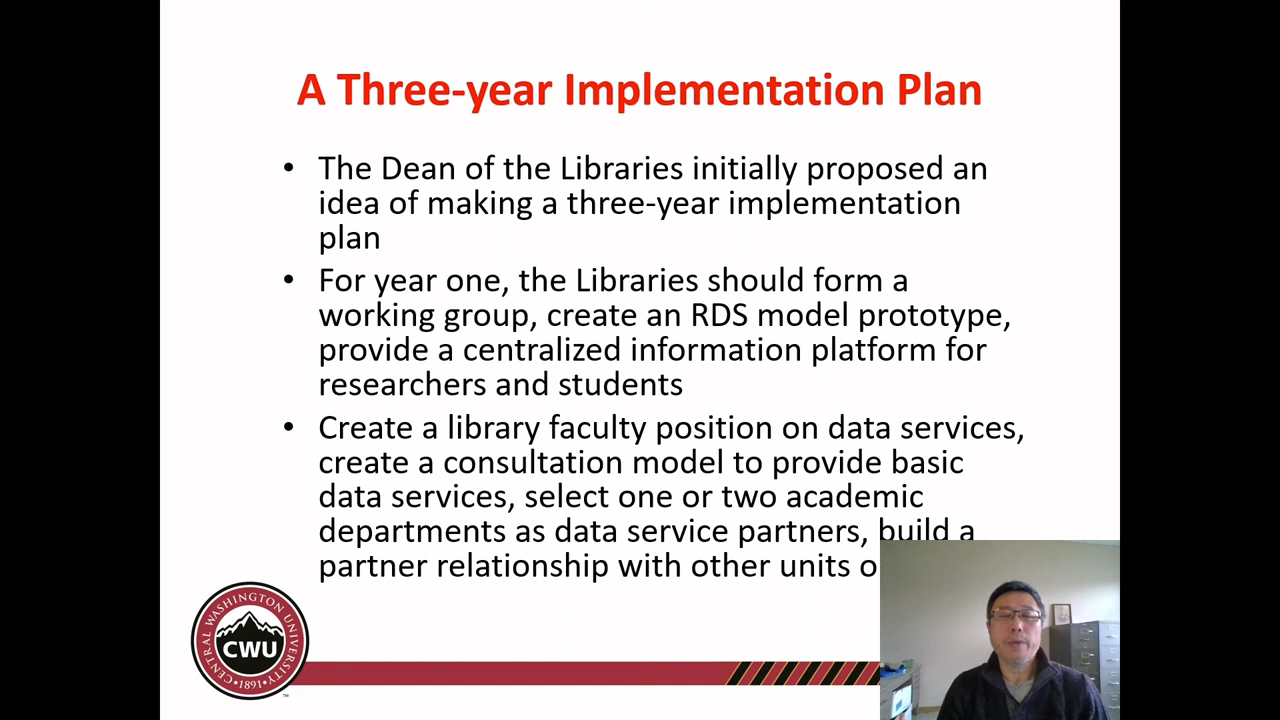 A Three-year Implementation Plan
• The Dean of the Libraries initially proposed an
idea of making a three-year implementation
plan
• For year one, the Libraries should form a
working group, create an RDS model prototype,
provide a centralized information platform for
researchers and students
• Create a library faculty position on data services,
create a consultation model to provide basic
data services, select one or two academic
departments as data service partners, build a
partner relationship with other units
CENTRAL WASHINGTON UNIVERSITY
CWU
•1891•
™